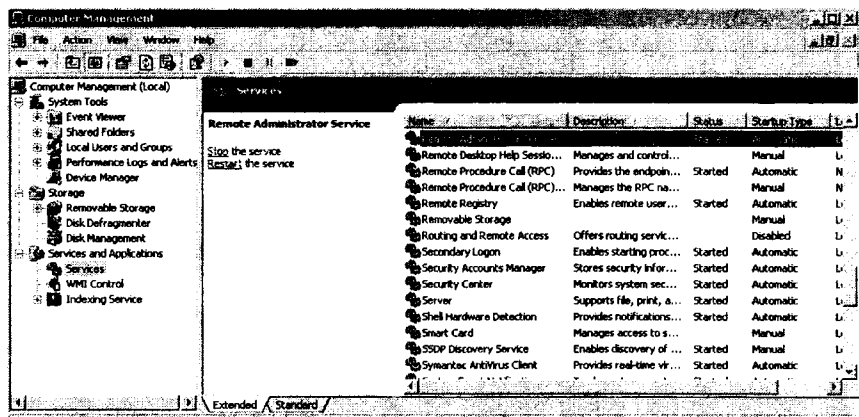 Computer Management
File Action View Window Help
Computer Management (Local)
System Tools
Event Viewer
Shared Folders
Local Users and Groups
Performance Logs and Alerts
Device Manager
Storage
Removable Storage
Disk Defragmenter
Disk Management
Services and Applications
Services
WMI Control
Indexing Service
Services
Remote Administrator Service
Stop the service
Restart the service
Name Description Status Startup Type
Remote Desktop Help Sessio... Manages and control... Manual
Remote Procedure Call (RPC) Provides the endpoin... Started Automatic N
Remote Procedure Call (RPC)... Manages the RPC na... Manual N
Remote Registry Enables remote user... Started Automatic
Removable Storage Manual
Routing and Remote Access Offers routing servic... Disabled
Secondary Logon Enables starting proc... Started Automatic
Security Accounts Manager Stores security infor... Started Automatic
Security Center Monitors system sec... Started Automatic
Server Supports file, print, a... Started Automatic
Shell Hardware Detection Provides notifications... Started Automatic
Smart Card Manages access to s... Manual
SSDP Discovery Service Enables discovery of ... Started Manual
Symantec AntiVirus Client Provides real-time vir... Started Automatic
Extended Standard